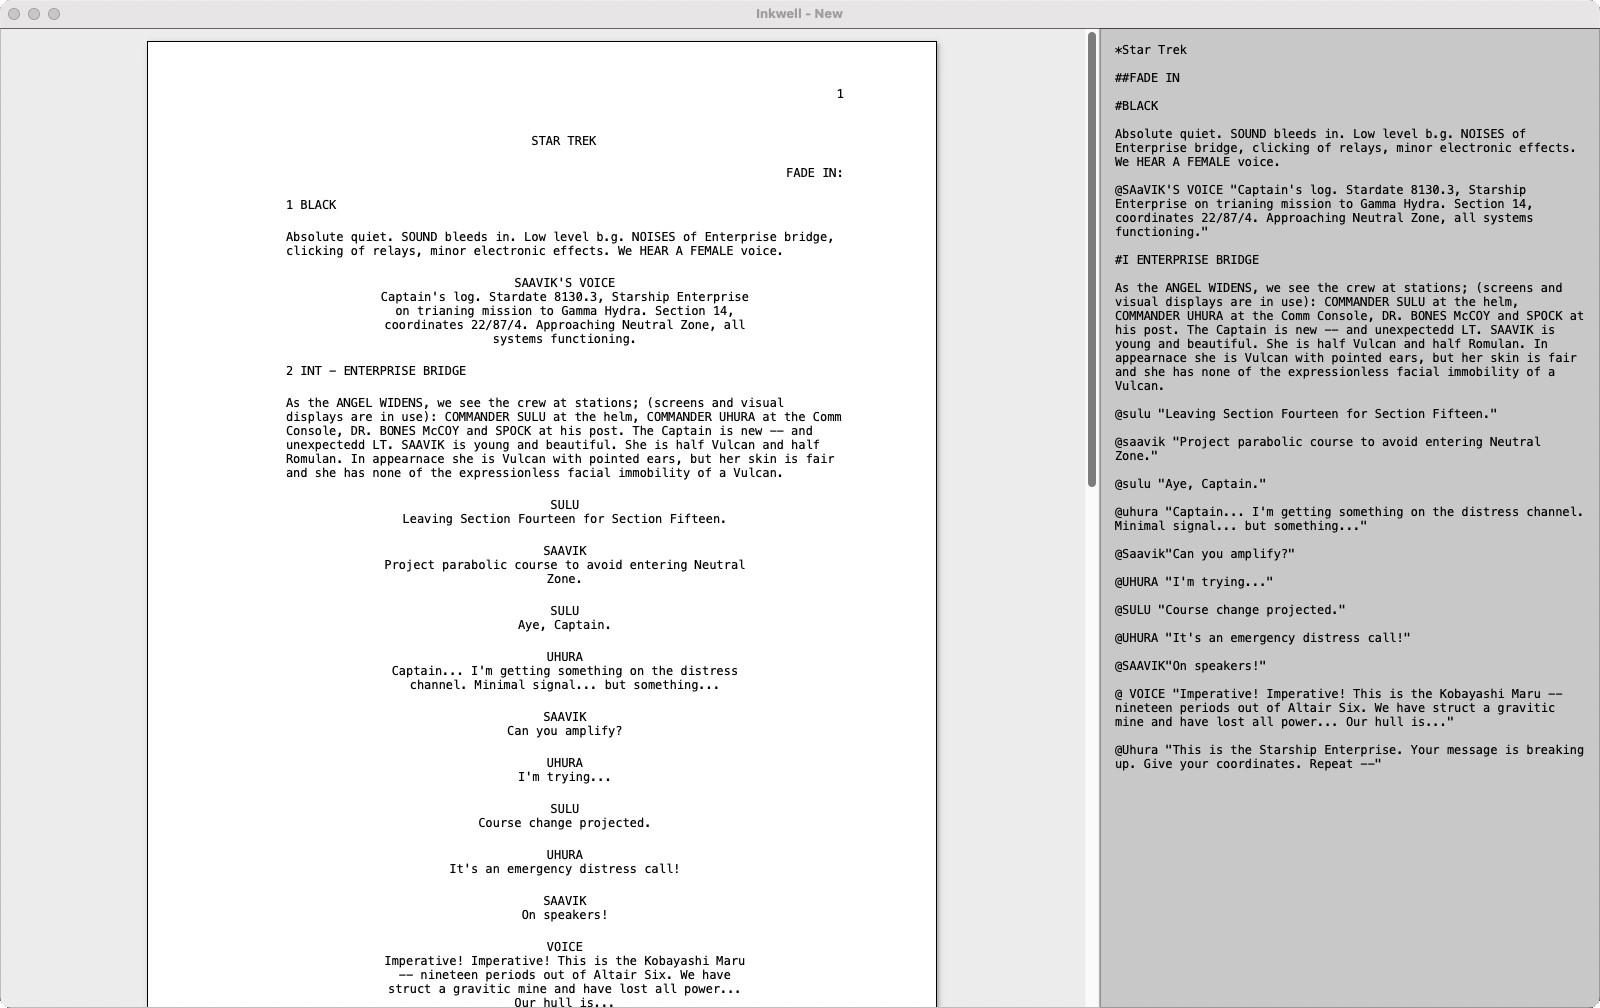 Inkwell - New
1
STAR TREK
FADE IN:
1 BLACK
Absolute quiet. SOUND bleeds in. Low level b.g. NOISES of Enterprise bridge,
clicking of relays, minor electronic effects. We HEAR A FEMALE voice.
SAAVIK'S VOICE
Captain's log. Stardate 8130.3, Starship Enterprise
on trianing mission to Gamma Hydra. Section 14,
coordinates 22/87/4. Approaching Neutral Zone, all
systems functioning.
2 INT – ENTERPRISE BRIDGE
As the ANGEL WIDENS, we see the crew at stations; (screens and visual
displays are in use): COMMANDER SULU at the helm, COMMANDER UHURA at the Comm
Console, DR. BONES McCOY and SPOCK at his post. The Captain is new –– and
unexpectedd LT. SAAVIK is young and beautiful. She is half Vulcan and half
Romulan. In appearnace she is Vulcan with pointed ears, but her skin is fair
and she has none of the expressionless facial immobility of a Vulcan.
SULU
Leaving Section Fourteen for Section Fifteen.
SAAVIK
Project parabolic course to avoid entering Neutral
Zone.
SULU
Aye, Captain.
UHURA
Captain... I'm getting something on the distress
channel. Minimal signal... but something...
SAAVIK
Can you amplify?
UHURA
I'm trying...
SULU
Course change projected.
UHURA
It's an emergency distress call!
SAAVIK
On speakers!
VOICE
Imperative! Imperative! This is the Kobayashi Maru
–– nineteen periods out of Altair Six. We have
struct a gravitic mine and have lost all power...
Our hull is...
*Star Trek
##FADE IN
#BLACK
Absolute quiet. SOUND bleeds in. Low level b.g. NOISES of
Enterprise bridge, clicking of relays, minor electronic effects.
We HEAR A FEMALE voice.
@SAaVIK'S VOICE "Captain's log. Stardate 8130.3, Starship
Enterprise on trianing mission to Gamma Hydra. Section 14,
coordinates 22/87/4. Approaching Neutral Zone, all systems
functioning."
#I ENTERPRISE BRIDGE
As the ANGEL WIDENS, we see the crew at stations; (screens and
visual displays are in use): COMMANDER SULU at the helm,
COMMANDER UHURA at the Comm Console, DR. BONES McCOY and SPOCK at
his post. The Captain is new –– and unexpectedd LT. SAAVIK is
young and beautiful. She is half Vulcan and half Romulan. In
appearnace she is Vulcan with pointed ears, but her skin is fair
and she has none of the expressionless facial immobility of a
Vulcan.
@sulu "Leaving Section Fourteen for Section Fifteen."
@saavik "Project parabolic course to avoid entering Neutral
Zone."
@sulu "Aye, Captain."
@uhura "Captain... I'm getting something on the distress channel.
Minimal signal... but something..."
@Saavik"Can you amplify?"
@UHURA "I'm trying..."
@SULU "Course change projected."
@UHURA "It's an emergency distress call!"
@SAAVIK"On speakers!"
@ VOICE "Imperative! Imperative! This is the Kobayashi Maru ––
nineteen periods out of Altair Six. We have struct a gravitic
mine and have lost all power... Our hull is..."
@Uhura "This is the Starship Enterprise. Your message is breaking
up. Give your coordinates. Repeat ––"